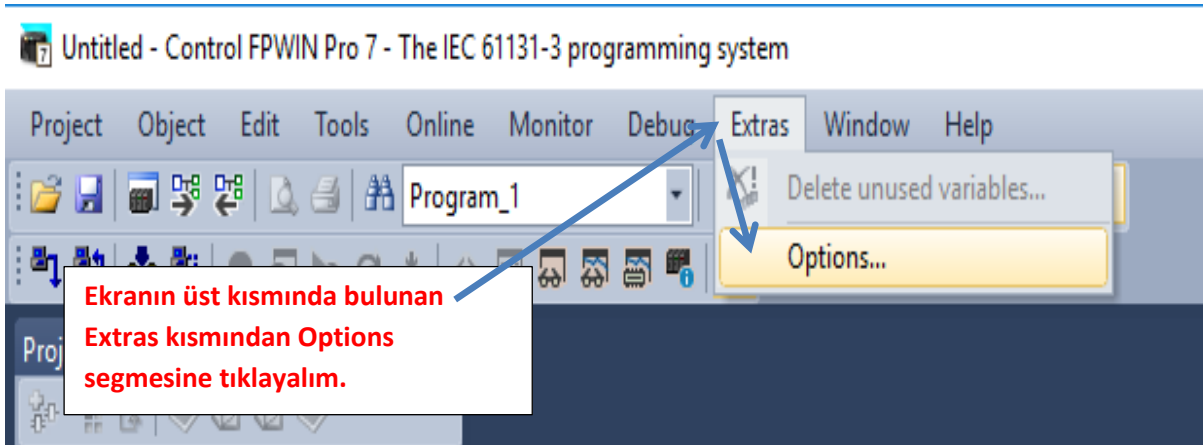 Untitled - Control FPWIN Pro 7 - The IEC 61131-3 programming system
Project Object Edit Tools Online Monitor Debug Extras Window Help
Program_1
Delete unused variables...
Options...
Ekranın üst kısmında bulunan
Extras kısmından Options
segmesine tıklayalım.
Proj